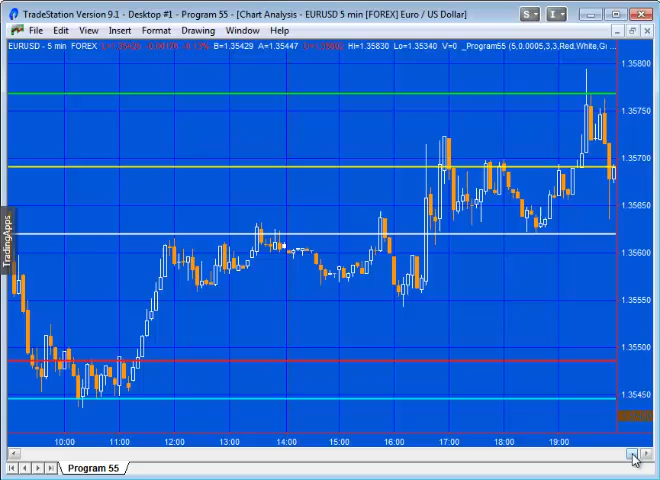 TradeStation Version 9.1 - Desktop #1 - Program 55 - [Chart Analysis - EURUSD 5 min [FOREX] Euro / US Dollar]
File Edit View Insert Format Drawing Window Help
EURUSD - 5 min FOREX B=1.35429 A=1.35447 Hi=1.35830 Lo=1.35340 V=0 _Program55 (5,0.0005,3,3,Red,White,Gr
1.35800
1.35750
1.35700
1.35650
1.35600
1.35550
1.35500
1.35450
TradingApps
10:00 11:00 12:00 13:00 14:00 15:00 16:00 17:00 18:00 19:00
Program 55